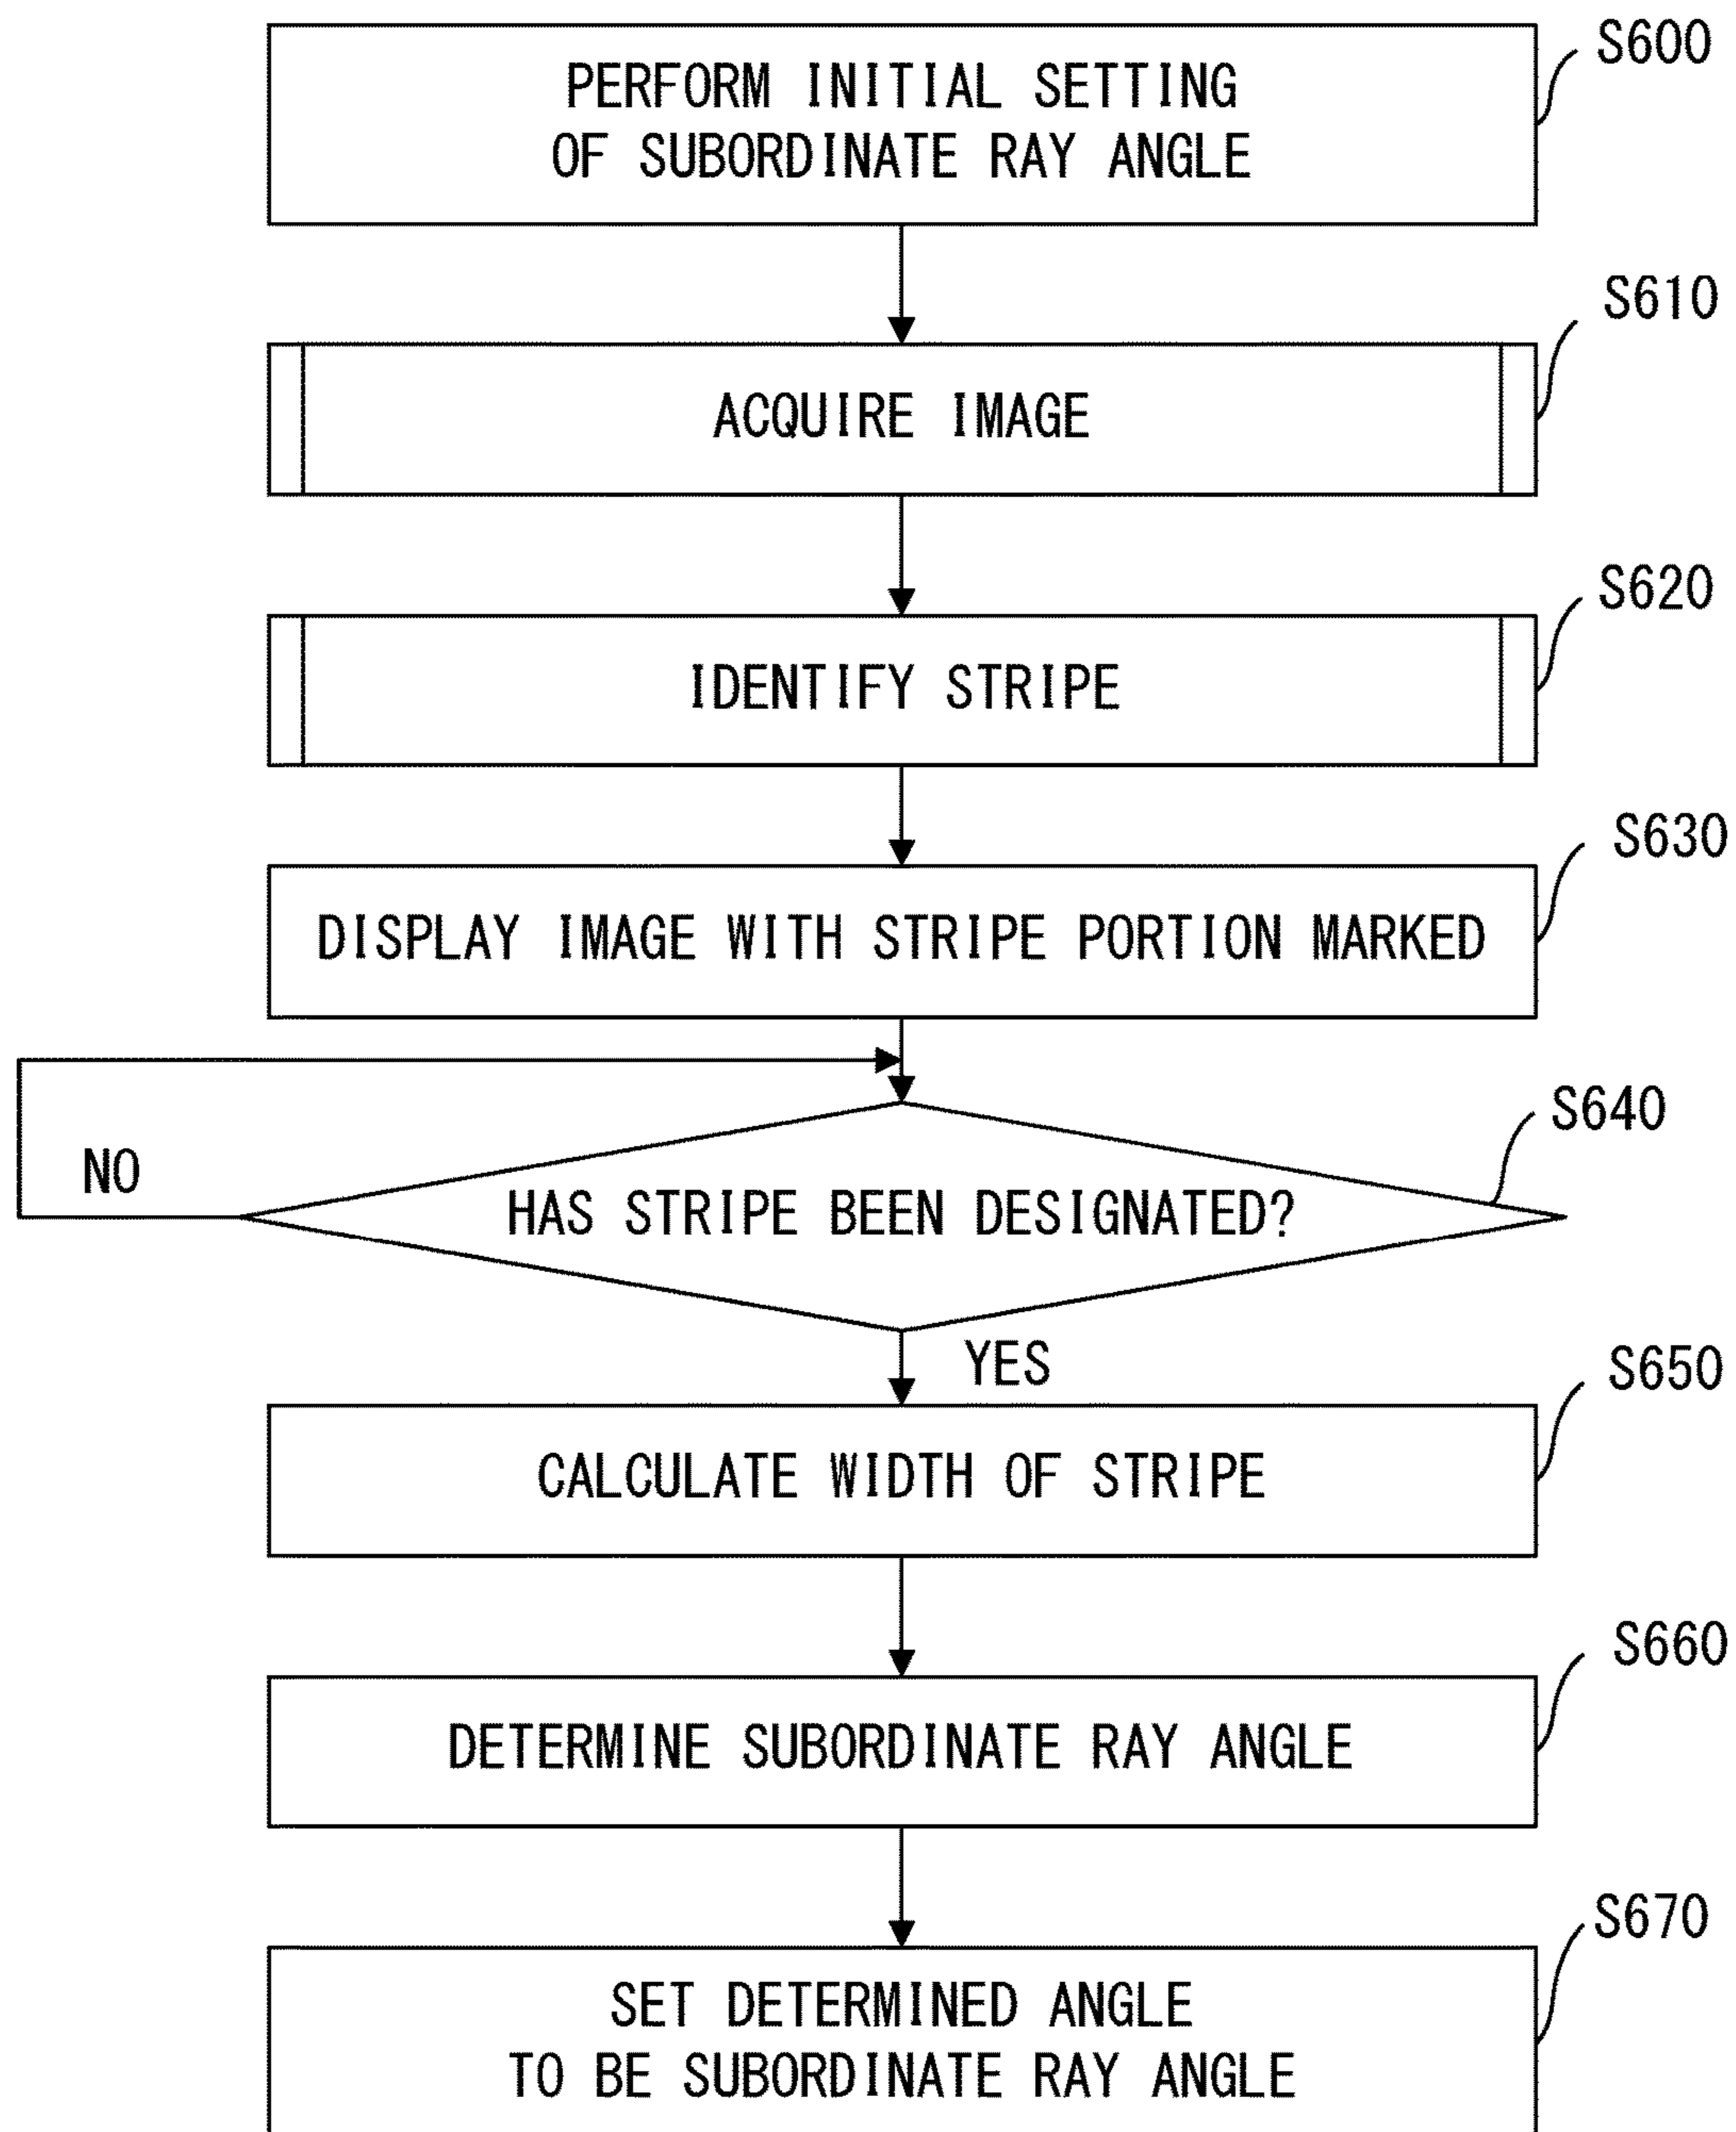 S600
PERFORM INITIAL SETTING
OF SUBORDINATE RAY ANGLE
S610
ACQUIRE IMAGE
S620
IDENTIFY STRIPE
S630
DISPLAY IMAGE WITH STRIPE PORTION MARKED
S640
NO
HAS STRIPE BEEN DESIGNATED?
YES
S650
CALCULATE WIDTH OF STRIPE
S660
DETERMINE SUBORDINATE RAY ANGLE
S670
SET DETERMINED ANGLE
TO BE SUBORDINATE RAY ANGLE